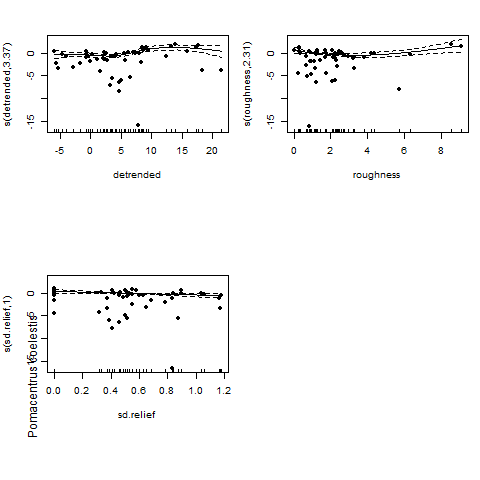 s(detrended,3.37)
0
-5
-15
-5 0 5 10 15 20
detrended
s(roughness,2.31)
0
-5
-15
0 2 4 6 8
roughness
s(sd.relief,1)
0
0.0 0.2 0.4 0.6 0.8 1.0 1.2
sd.relief